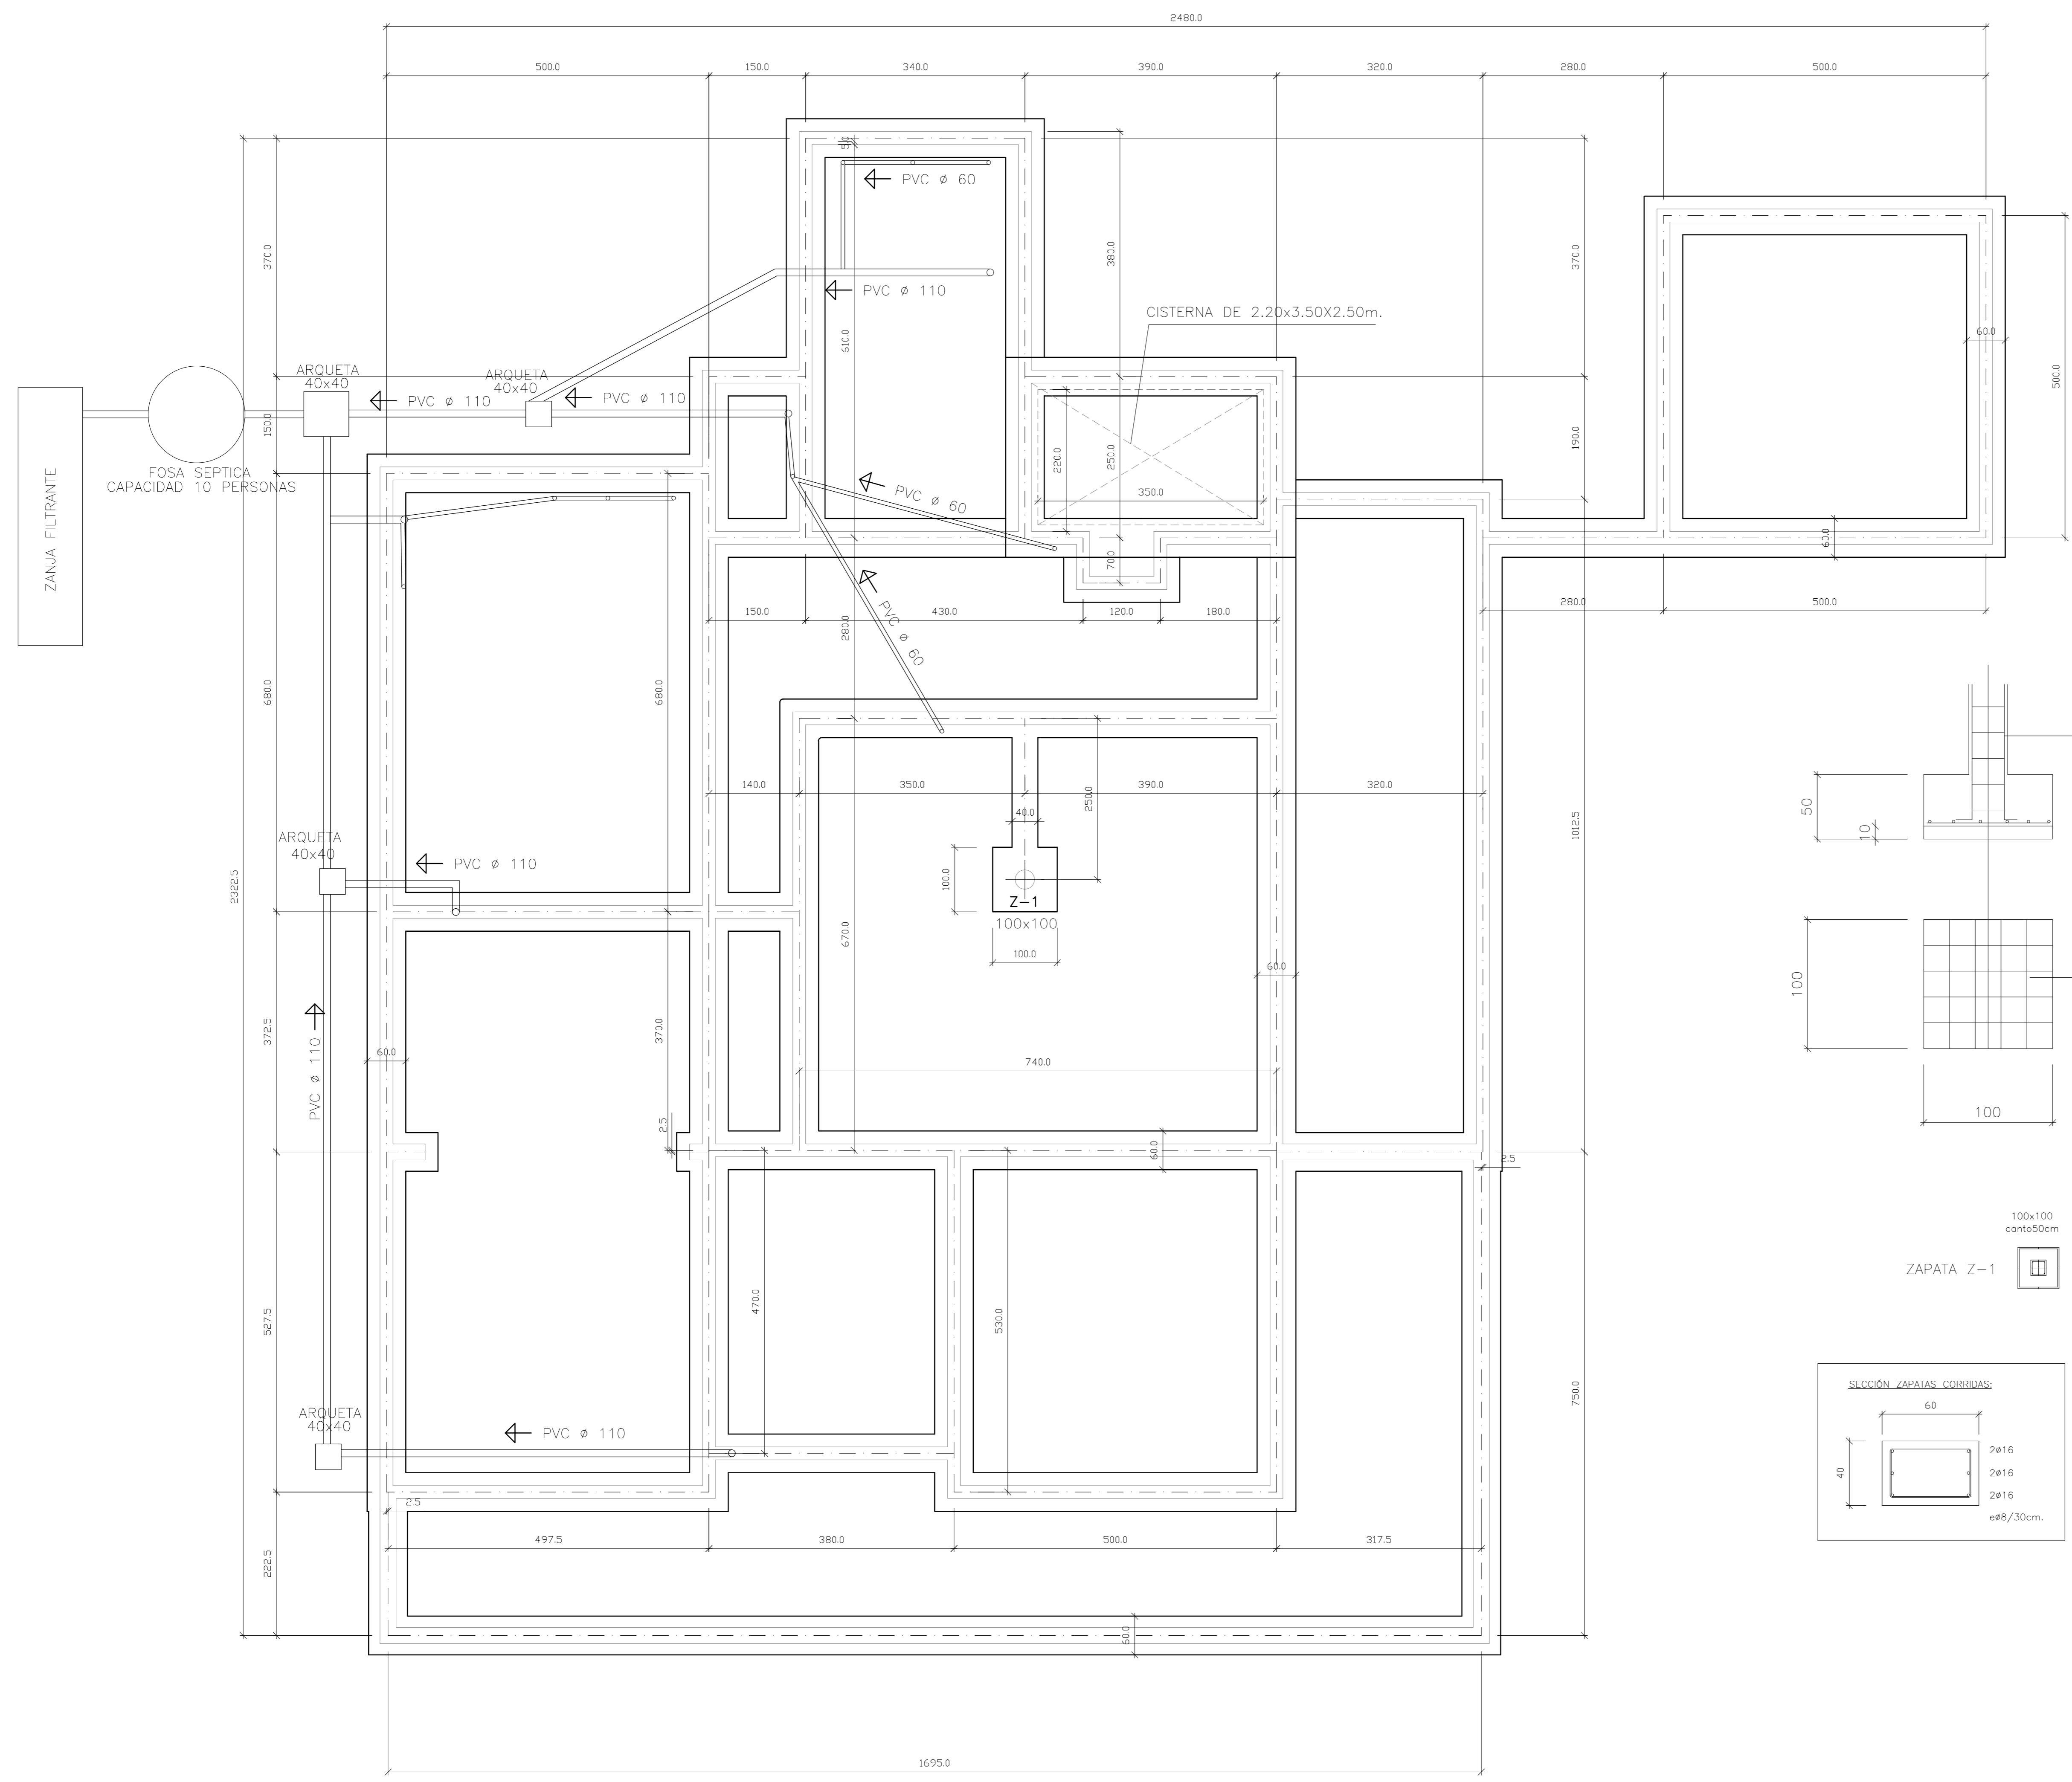 2480.0
500.0
150.0
340.0
390.0
320.0
280.0
500.0
5.0
PVC ø 60
370.0
380.0
370.0
PVC ø 110
CISTERNA DE 2.20x3.50X2.50m.
610.0
60.0
500.0
ARQUETA
40x40
ARQUETA
40x40
PVC ø 110
PVC ø 110
150.0
190.0
220.0
250.0
FOSA SEPTICA
CAPACIDAD 10 PERSONAS
ZANJA FILTRANTE
PVC ø 60
350.0
60.0
70.0
PVC ø 60
150.0
430.0
120.0
180.0
280.0
280.0
500.0
680.0
680.0
140.0
350.0
390.0
320.0
250.0
40.0
50
10
ARQUETA
40x40
PVC ø 110
1012.5
2322.5
100.0
Z-1
100x100
100.0
670.0
60.0
100
100
372.5
370.0
60.0
PVC ø 110
740.0
2.5
60.0
2.5
100x100
canto50cm
ZAPATA Z-1
470.0
530.0
527.5
750.0
SECCIÓN ZAPATAS CORRIDAS:
60
40
2ø16
2ø16
2ø16
eø8/30cm.
ARQUETA
40x40
PVC ø 110
2.5
497.5
380.0
500.0
317.5
222.5
60.0
1695.0